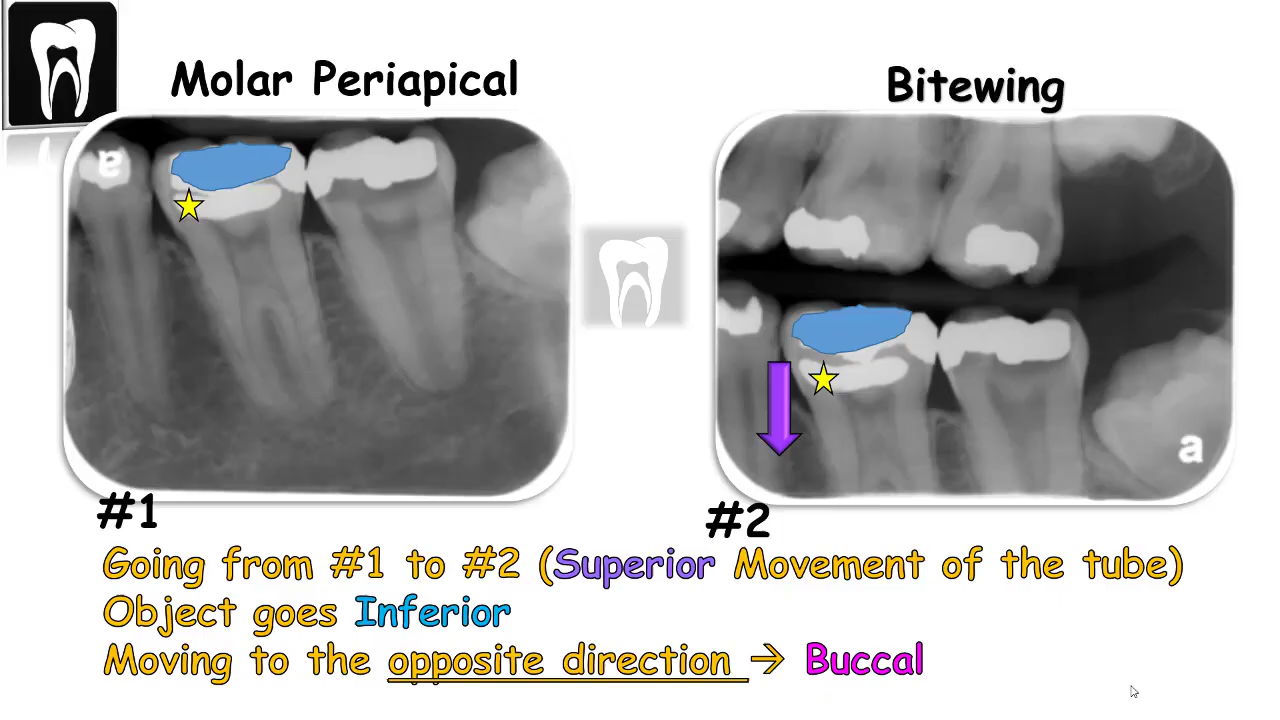 Molar Periapical
Bitewing
a
a
#1
#2
Going from #1 to #2 (Superior Movement of the tube)
Object goes Inferior
Moving to the opposite direction → Buccal